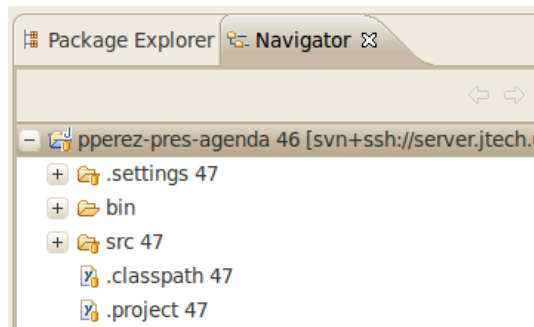 Package Explorer Navigator
pperez-pres-agenda 46 [svn+ssh://server.jtech.
.settings 47
bin
src 47
.classpath 47
.project 47